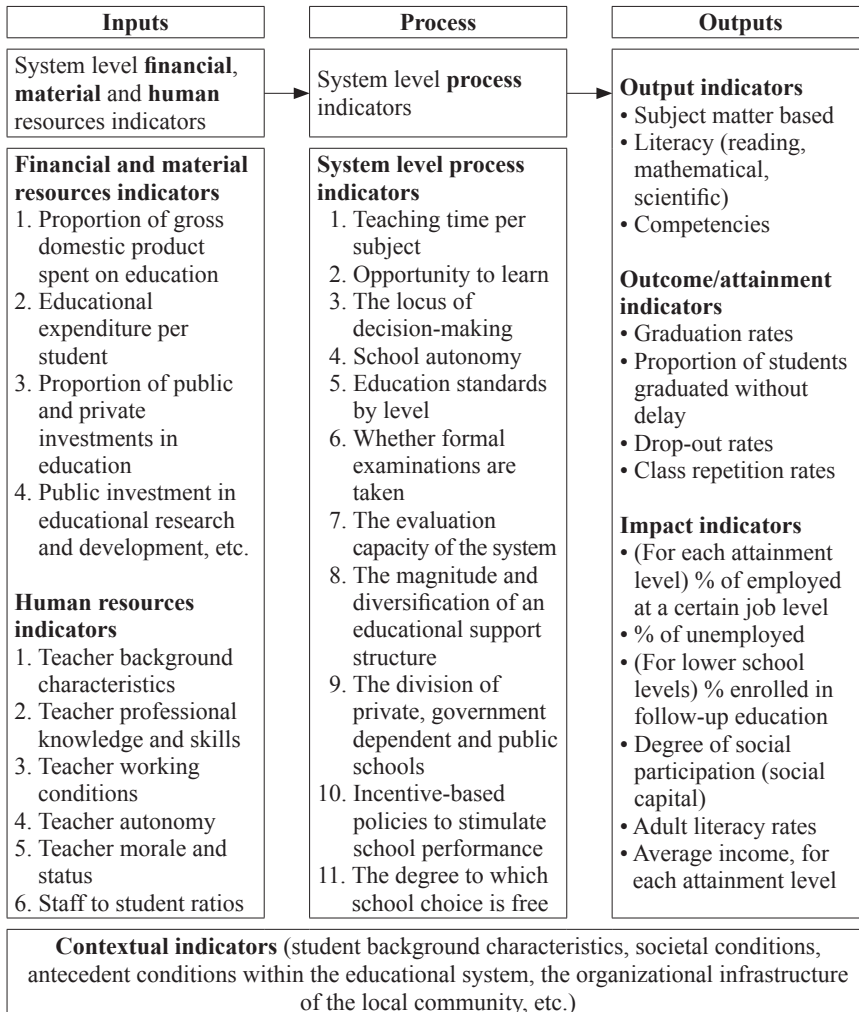 Inputs
Process
Outputs
System level financial,
material and human
resources indicators
System level process
indicators
Financial and material
resources indicators
1. Proportion of gross
domestic product
spent on education
2. Educational
expenditure per
student
3. Proportion of public
and private
investments in
education
4. Public investment in
educational research
and development, etc.
Human resources
indicators
1. Teacher background
characteristics
2. Teacher professional
knowledge and skills
3. Teacher working
conditions
4. Teacher autonomy
5. Teacher morale and
status
6. Staff to student ratios
System level process
indicators
1. Teaching time per
subject
2. Opportunity to learn
3. The locus of
decision-making
4. School autonomy
5. Education standards
by level
6. Whether formal
examinations are
taken
7. The evaluation
capacity of the system
8. The magnitude and
diversification of an
educational support
structure
9. The division of
private, government
dependent and public
schools
10. Incentive-based
policies to stimulate
school performance
11. The degree to which
school choice is free
Output indicators
• Subject matter based
• Literacy (reading,
mathematical,
scientific)
• Competencies
Outcome/attainment
indicators
• Graduation rates
• Proportion of students
graduated without
delay
• Drop-out rates
• Class repetition rates
Impact indicators
• (For each attainment
level) % of employed
at a certain job level
• % of unemployed
• (For lower school
levels) % enrolled in
follow-up education
• Degree of social
participation (social
capital)
• Adult literacy rates
• Average income, for
each attainment level
Contextual indicators (student background characteristics, societal conditions,
antecedent conditions within the educational system, the organizational infrastructure
of the local community, etc.)